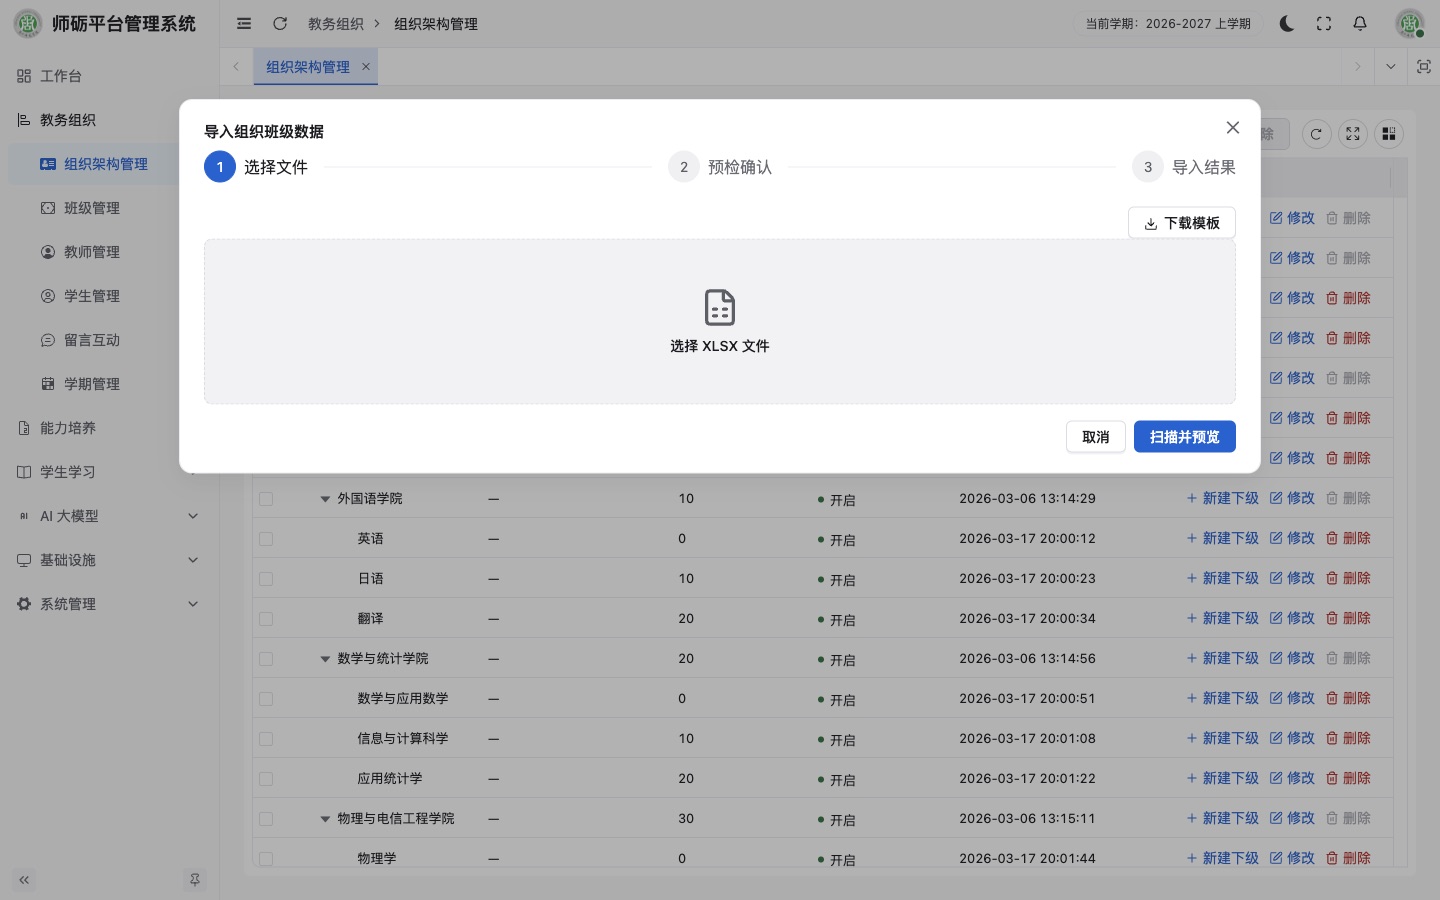 师砺平台管理系统
教务组织 > 组织架构管理
当前学期：2026-2027 上学期
组织架构管理
工作台
教务组织
组织架构管理
班级管理
教师管理
学生管理
留言互动
学期管理
能力培养
学生学习
AI 大模型
基础设施
系统管理
导入组织班级数据
1 选择文件
2 预检确认
3 导入结果
下载模板
选择 XLSX 文件
取消 扫描并预览
除
修改 删除
修改 删除
修改 删除
修改 删除
修改 删除
修改 删除
修改 删除
外国语学院 — 10 开启 2026-03-06 13:14:29 新建下级 修改 删除
英语 — 0 开启 2026-03-17 20:00:12 新建下级 修改 删除
日语 — 10 开启 2026-03-17 20:00:23 新建下级 修改 删除
翻译 — 20 开启 2026-03-17 20:00:34 新建下级 修改 删除
数学与统计学院 — 20 开启 2026-03-06 13:14:56 新建下级 修改 删除
数学与应用数学 — 0 开启 2026-03-17 20:00:51 新建下级 修改 删除
信息与计算科学 — 10 开启 2026-03-17 20:01:08 新建下级 修改 删除
应用统计学 — 20 开启 2026-03-17 20:01:22 新建下级 修改 删除
物理与电信工程学院 — 30 开启 2026-03-06 13:15:11 新建下级 修改 删除
物理学 — 0 开启 2026-03-17 20:01:44 新建下级 修改 删除